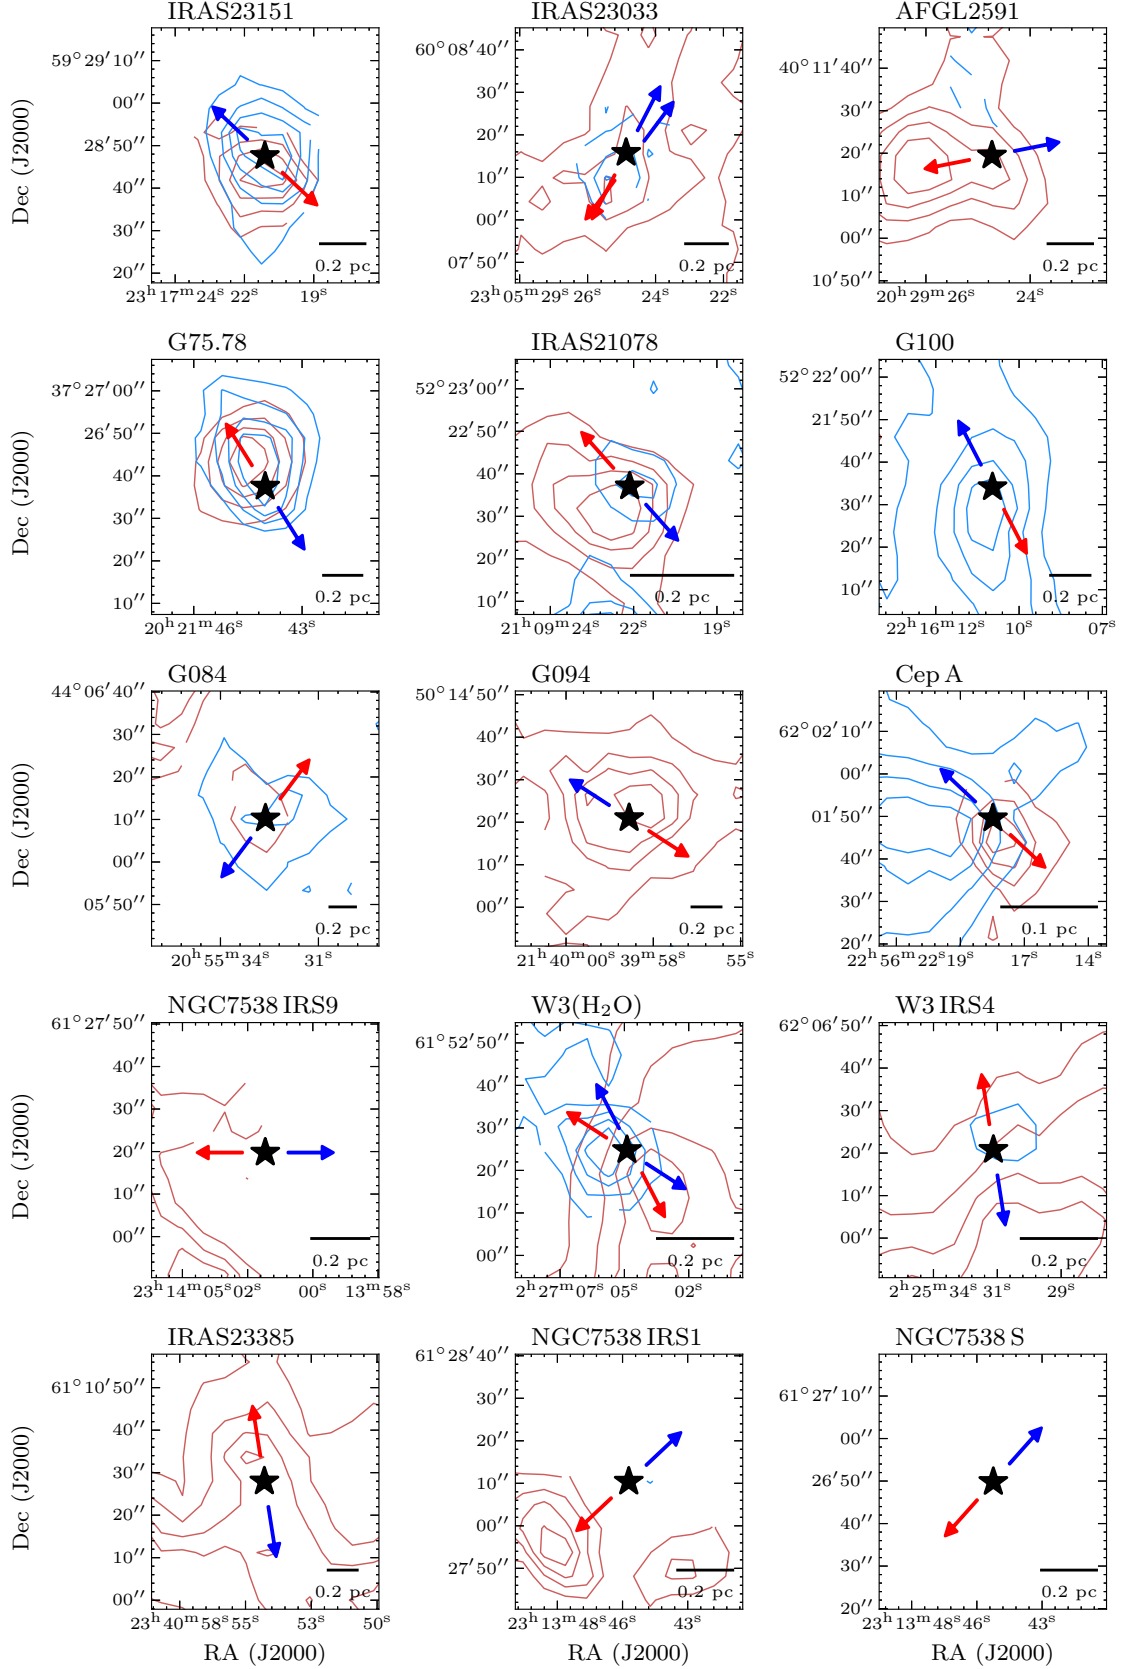 IRAS23151 IRAS23033 AFGL2591
Dec (J2000)
59°29′10″ 00″ 28′50″ 40″ 30″ 20″
60°08′40″ 30″ 20″ 10″ 00″ 07′50″
40°11′40″ 30″ 20″ 10″ 00″ 10′50″
0.2 pc 0.2 pc 0.2 pc
23ʰ17ᵐ24ˢ 22ˢ 19ˢ 23ʰ05ᵐ29ˢ 26ˢ 24ˢ 22ˢ 20ʰ29ᵐ26ˢ 24ˢ
G75.78 IRAS21078 G100
Dec (J2000)
37°27′00″ 26′50″ 40″ 30″ 20″ 10″
52°23′00″ 22′50″ 40″ 30″ 20″ 10″
52°22′00″ 21′50″ 40″ 30″ 20″ 10″
0.2 pc 0.2 pc 0.2 pc
20ʰ21ᵐ46ˢ 43ˢ 21ʰ09ᵐ24ˢ 22ˢ 19ˢ 22ʰ16ᵐ12ˢ 10ˢ 07ˢ
G084 G094 Cep A
Dec (J2000)
44°06′40″ 30″ 20″ 10″ 00″ 05′50″
50°14′50″ 40″ 30″ 20″ 10″ 00″
62°02′10″ 00″ 01′50″ 40″ 30″ 20″
0.2 pc 0.2 pc 0.1 pc
20ʰ55ᵐ34ˢ 31ˢ 21ʰ40ᵐ00ˢ 39ᵐ58ˢ 55ˢ 22ʰ56ᵐ22ˢ 19ˢ 17ˢ 14ˢ
NGC7538 IRS9 W3(H₂O) W3 IRS4
Dec (J2000)
61°27′50″ 40″ 30″ 20″ 10″ 00″
61°52′50″ 40″ 30″ 20″ 10″ 00″
62°06′50″ 40″ 30″ 20″ 10″ 00″
0.2 pc 0.2 pc 0.2 pc
23ʰ14ᵐ05ˢ 02ˢ 00ˢ 13ᵐ58ˢ 2ʰ27ᵐ07ˢ 05ˢ 02ˢ 2ʰ25ᵐ34ˢ 31ˢ 29ˢ
IRAS23385 NGC7538 IRS1 NGC7538 S
Dec (J2000)
61°10′50″ 40″ 30″ 20″ 10″ 00″
61°28′40″ 30″ 20″ 10″ 00″ 27′50″
61°27′10″ 00″ 26′50″ 40″ 30″ 20″
0.2 pc 0.2 pc 0.2 pc
23ʰ40ᵐ58ˢ 55ˢ 53ˢ 50ˢ 23ʰ13ᵐ48ˢ 46ˢ 43ˢ 23ʰ13ᵐ48ˢ 46ˢ 43ˢ
RA (J2000) RA (J2000) RA (J2000)